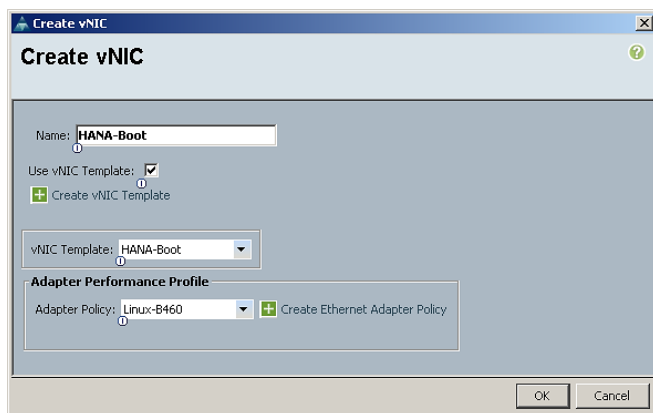 Create vNIC
Create vNIC
Name: HANA-Boot
Use vNIC Template:
Create vNIC Template
vNIC Template: HANA-Boot
Adapter Performance Profile
Adapter Policy: Linux-B460 Create Ethernet Adapter Policy
OK Cancel